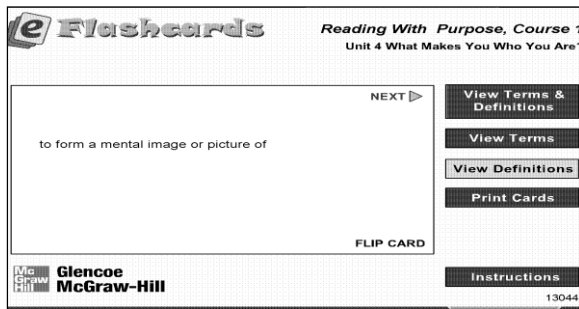 e Flashcards
Reading With Purpose, Course 1
Unit 4 What Makes You Who You Are?
NEXT
to form a mental image or picture of
FLIP CARD
View Terms &
Definitions
View Terms
View Definitions
Print Cards
Instructions
Mc
Graw
Hill
Glencoe
McGraw-Hill
13044